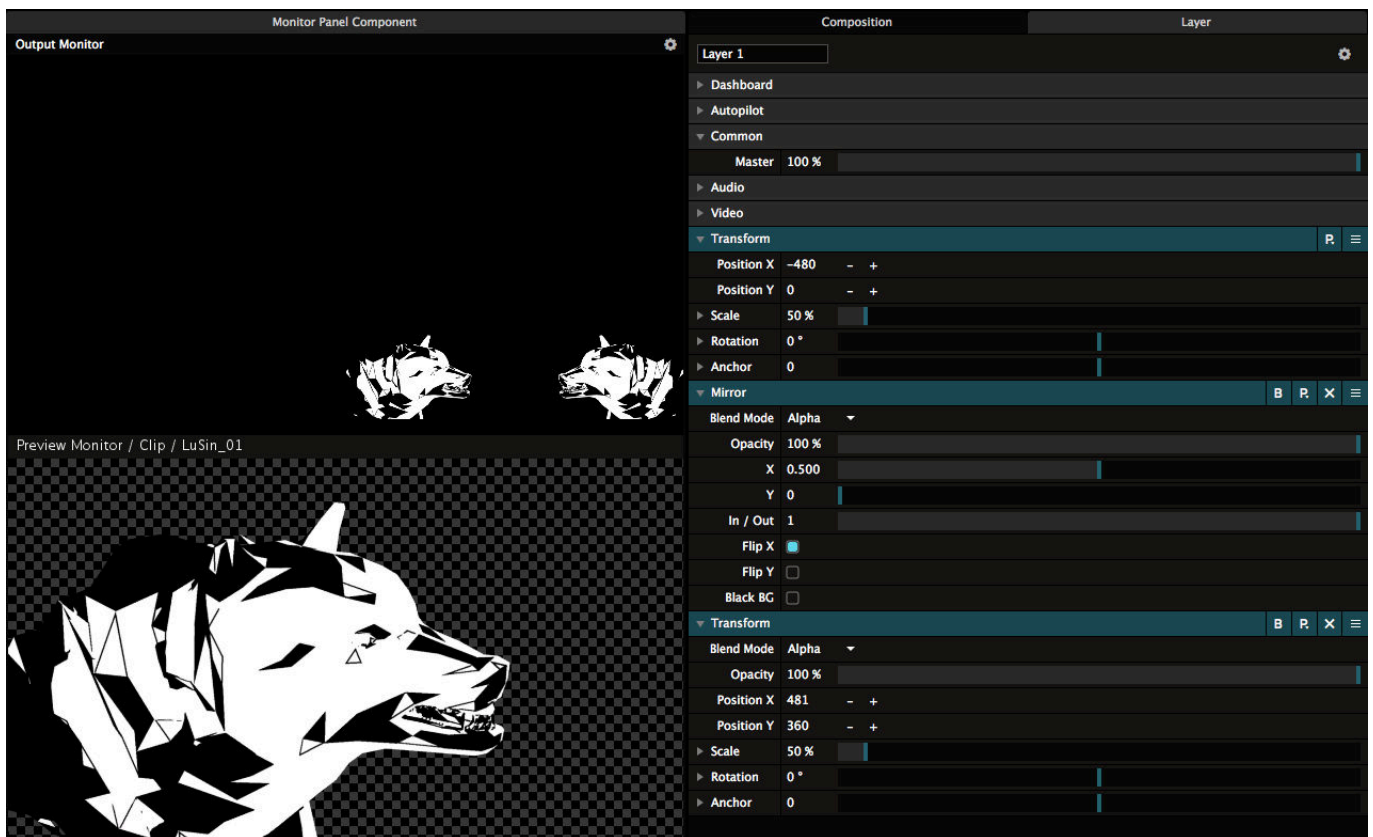 Monitor Panel Component
Output Monitor
Preview Monitor / Clip / LuSin_01
Composition Layer
Layer 1
Dashboard
Autopilot
Common
Master 100 %
Audio
Video
Transform P.
Position X -480 - +
Position Y 0 - +
Scale 50 %
Rotation 0 °
Anchor 0
Mirror B P. X
Blend Mode Alpha
Opacity 100 %
X 0.500
Y 0
In / Out 1
Flip X
Flip Y
Black BG
Transform B P. X
Blend Mode Alpha
Opacity 100 %
Position X 481 - +
Position Y 360 - +
Scale 50 %
Rotation 0 °
Anchor 0